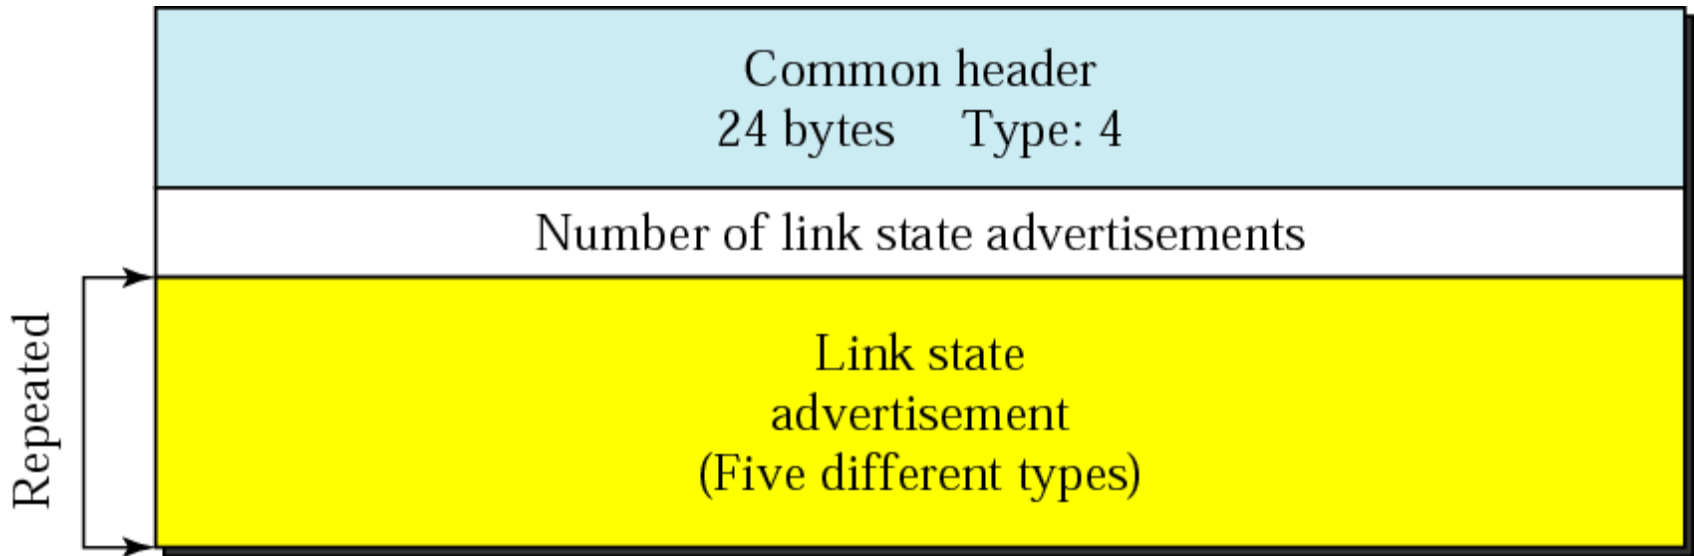 Common header
24 bytes Type: 4
Number of link state advertisements
Repeated
Link state
advertisement
(Five different types)